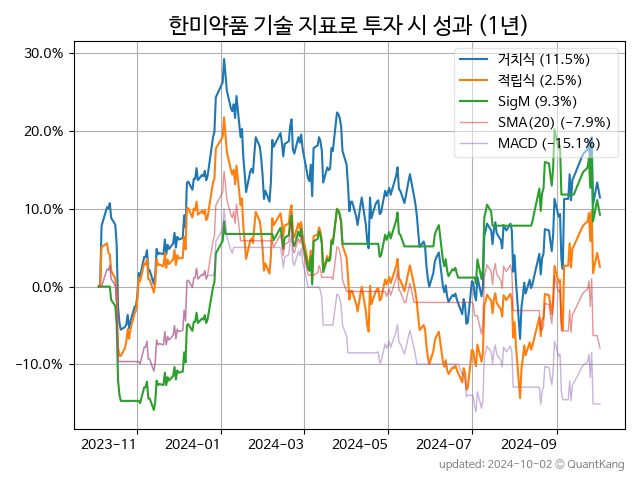 한미약품 기술 지표로 투자 시 성과 (1년)
거치식 (11.5%)
적립식 (2.5%)
SigM (9.3%)
SMA(20) (−7.9%)
MACD (−15.1%)
30.0%
20.0%
10.0%
0.0%
−10.0%
2023-11 2024-01 2024-03 2024-05 2024-07 2024-09
updated: 2024-10-02 © QuantKang